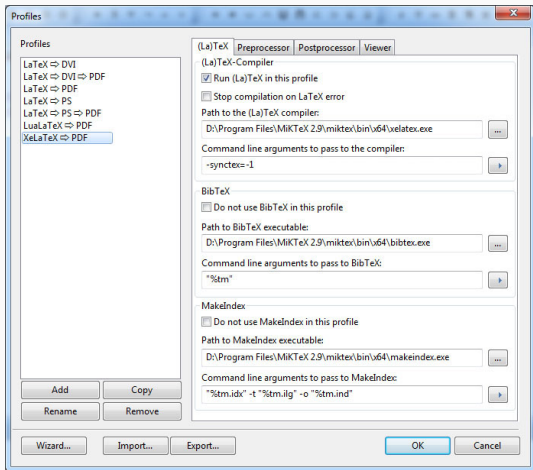 Profiles
Profiles
LaTeX ⇨ DVI
LaTeX ⇨ DVI ⇨ PDF
LaTeX ⇨ PDF
LaTeX ⇨ PS
LaTeX ⇨ PS ⇨ PDF
LuaLaTeX ⇨ PDF
XeLaTeX ⇨ PDF
Add Copy
Rename Remove
(La)TeX Preprocessor Postprocessor Viewer
(La)TeX-Compiler
Run (La)TeX in this profile
Stop compilation on LaTeX error
Path to the (La)TeX compiler:
D:\Program Files\MiKTeX 2.9\miktex\bin\x64\xelatex.exe ...
Command line arguments to pass to the compiler:
-synctex=-1
BibTeX
Do not use BibTeX in this profile
Path to BibTeX executable:
D:\Program Files\MiKTeX 2.9\miktex\bin\x64\bibtex.exe ...
Command line arguments to pass to BibTeX:
"%tm"
MakeIndex
Do not use MakeIndex in this profile
Path to MakeIndex executable:
D:\Program Files\MiKTeX 2.9\miktex\bin\x64\makeindex.exe ...
Command line arguments to pass to MakeIndex:
"%tm.idx" -t "%tm.ilg" -o "%tm.ind"
Wizard... Import... Export... OK Cancel